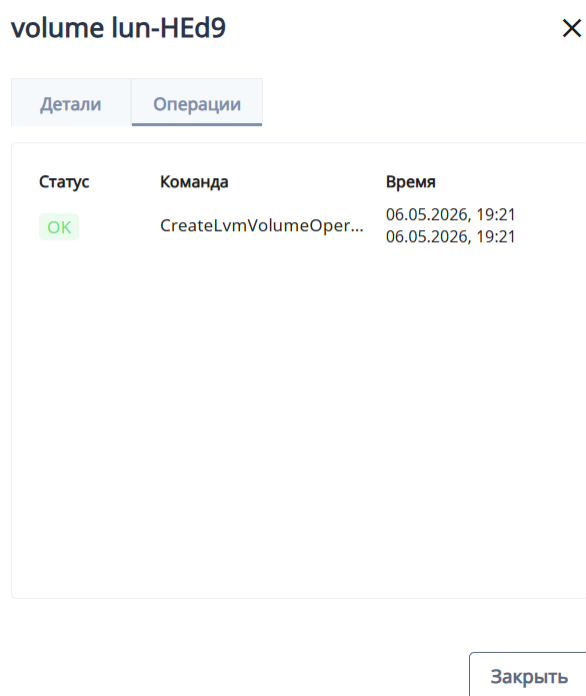 volume lun-HEd9
Детали Операции
Статус Команда Время
OK CreateLvmVolumeOper... 06.05.2026, 19:21
06.05.2026, 19:21
Закрыть